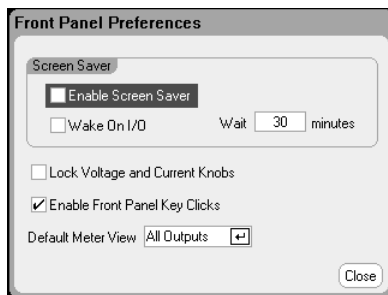 Front Panel Preferences
Screen Saver
Enable Screen Saver
Wake On I/O Wait 30 minutes
Lock Voltage and Current Knobs
Enable Front Panel Key Clicks
Default Meter View All Outputs
Close